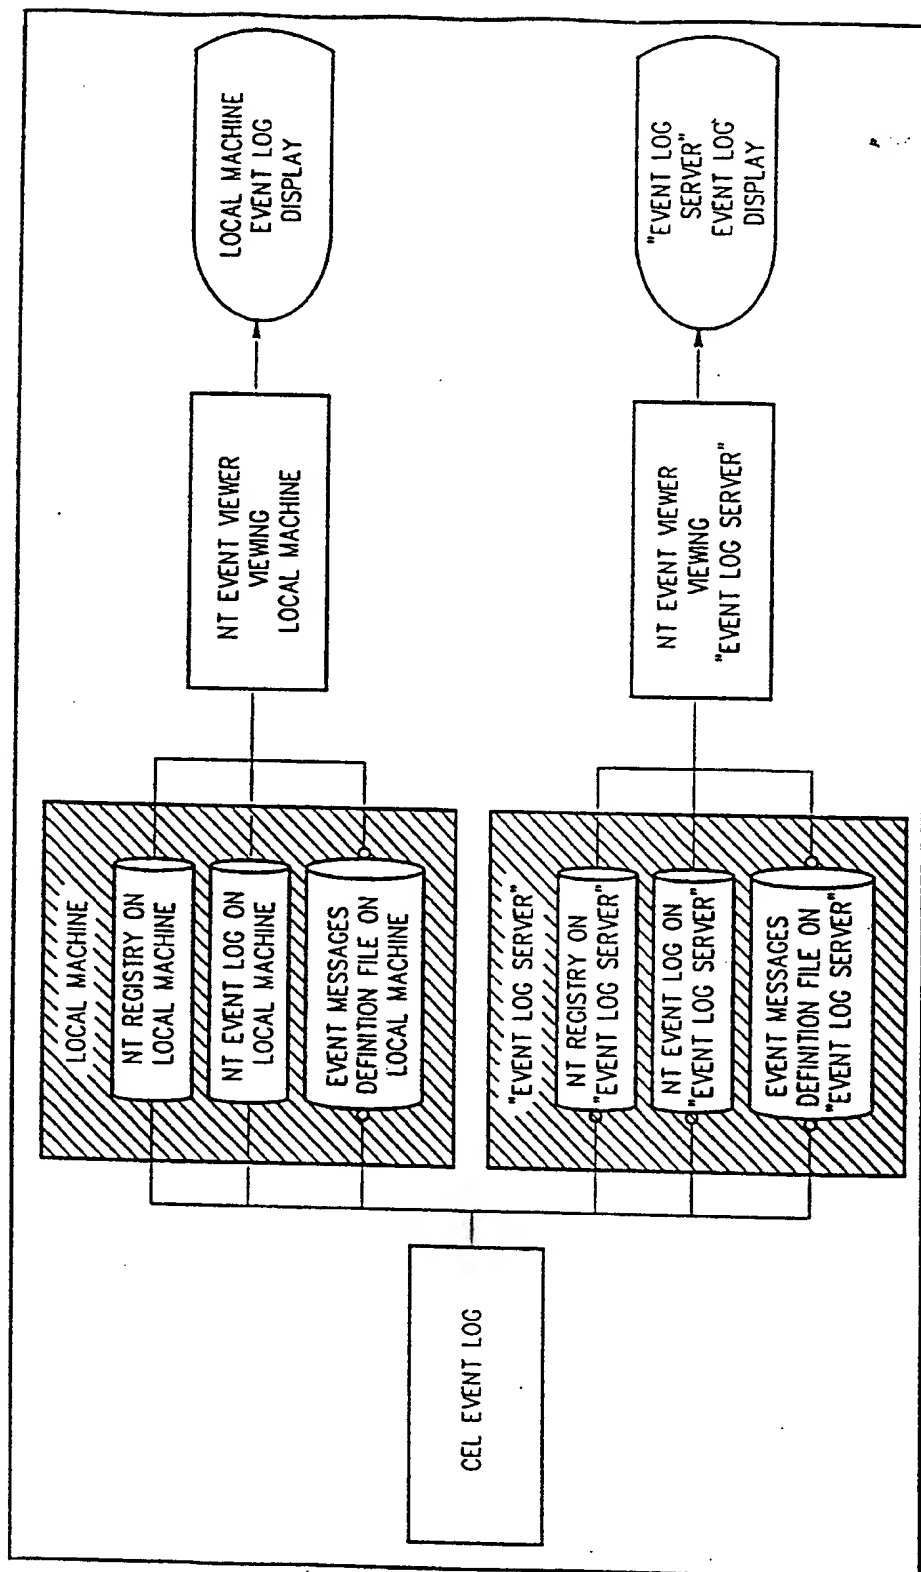 CEL EVENT LOG
LOCAL MACHINE
NT REGISTRY ON
LOCAL MACHINE
NT EVENT LOG ON
LOCAL MACHINE
EVENT MESSAGES
DEFINITION FILE ON
LOCAL MACHINE
NT EVENT VIEWER
VIEWING
LOCAL MACHINE
LOCAL MACHINE
EVENT LOG
DISPLAY
"EVENT LOG SERVER"
NT REGISTRY ON
"EVENT LOG SERVER"
NT EVENT LOG ON
"EVENT LOG SERVER"
EVENT MESSAGES
DEFINITION FILE ON
"EVENT LOG SERVER"
NT EVENT VIEWER
VIEWING
"EVENT LOG SERVER"
"EVENT LOG
SERVER"
EVENT LOG
DISPLAY